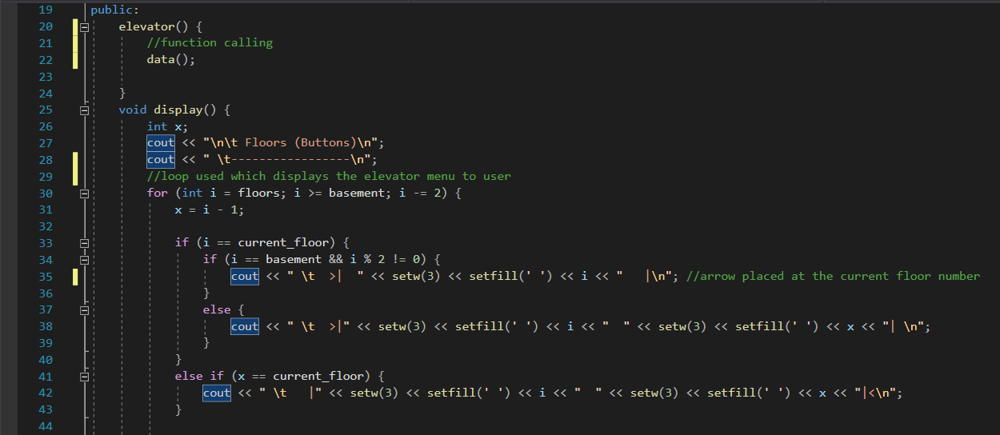 19 public:
20 elevator() {
21 //function calling
22 data();
23
24 }
25 void display() {
26 int x;
27 cout << "\n\t Floors (Buttons)\n";
28 cout << " \t-----------------\n";
29 //loop used which displays the elevator menu to user
30 for (int i = floors; i >= basement; i -= 2) {
31 x = i - 1;
32
33 if (i == current_floor) {
34 if (i == basement && i % 2 != 0) {
35 cout << " \t  >|  " << setw(3) << setfill(' ') << i << "   |\n"; //arrow placed at the current floor number
36 }
37 else {
38 cout << " \t  >|" << setw(3) << setfill(' ') << i << "  " << setw(3) << setfill(' ') << x << "| \n";
39 }
40 }
41 else if (x == current_floor) {
42 cout << " \t   |" << setw(3) << setfill(' ') << i << "  " << setw(3) << setfill(' ') << x << "|<\n";
43 }
44